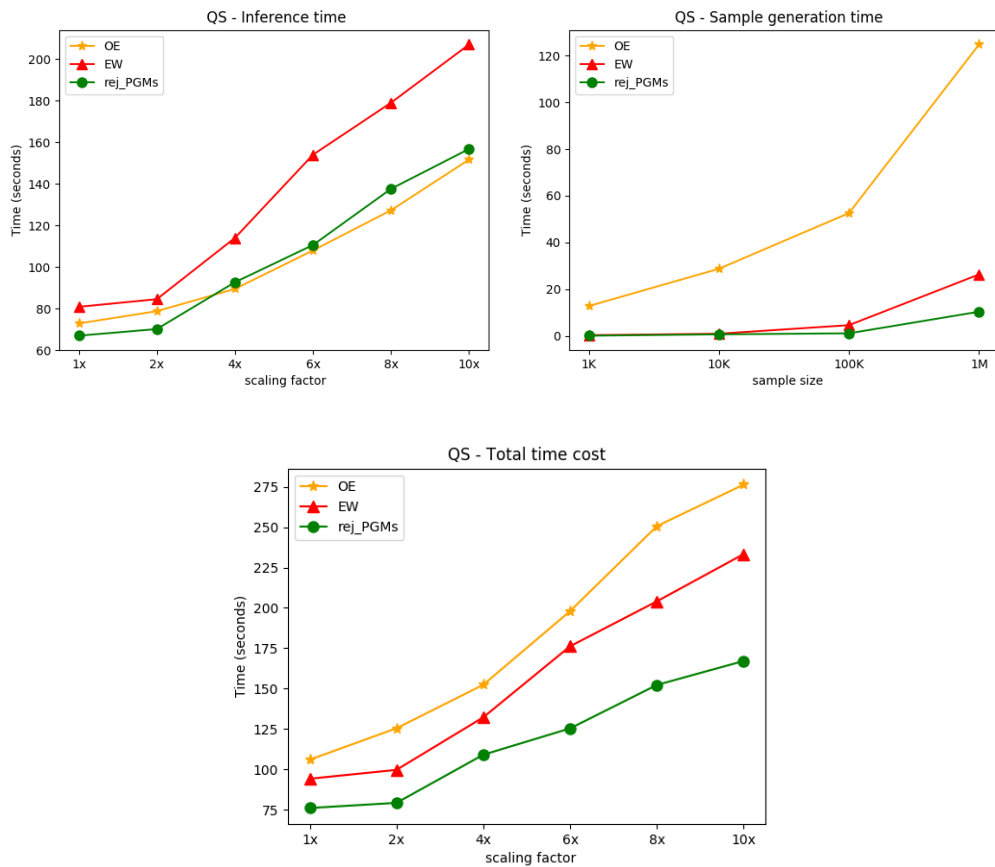 QS - Inference time
OE
EW
rej_PGMs
Time (seconds)
200
180
160
140
120
100
80
60
1x 2x 4x 6x 8x 10x
scaling factor
QS - Sample generation time
OE
EW
rej_PGMs
Time (seconds)
120
100
80
60
40
20
0
1K 10K 100K 1M
sample size
QS - Total time cost
OE
EW
rej_PGMs
Time (seconds)
275
250
225
200
175
150
125
100
75
1x 2x 4x 6x 8x 10x
scaling factor